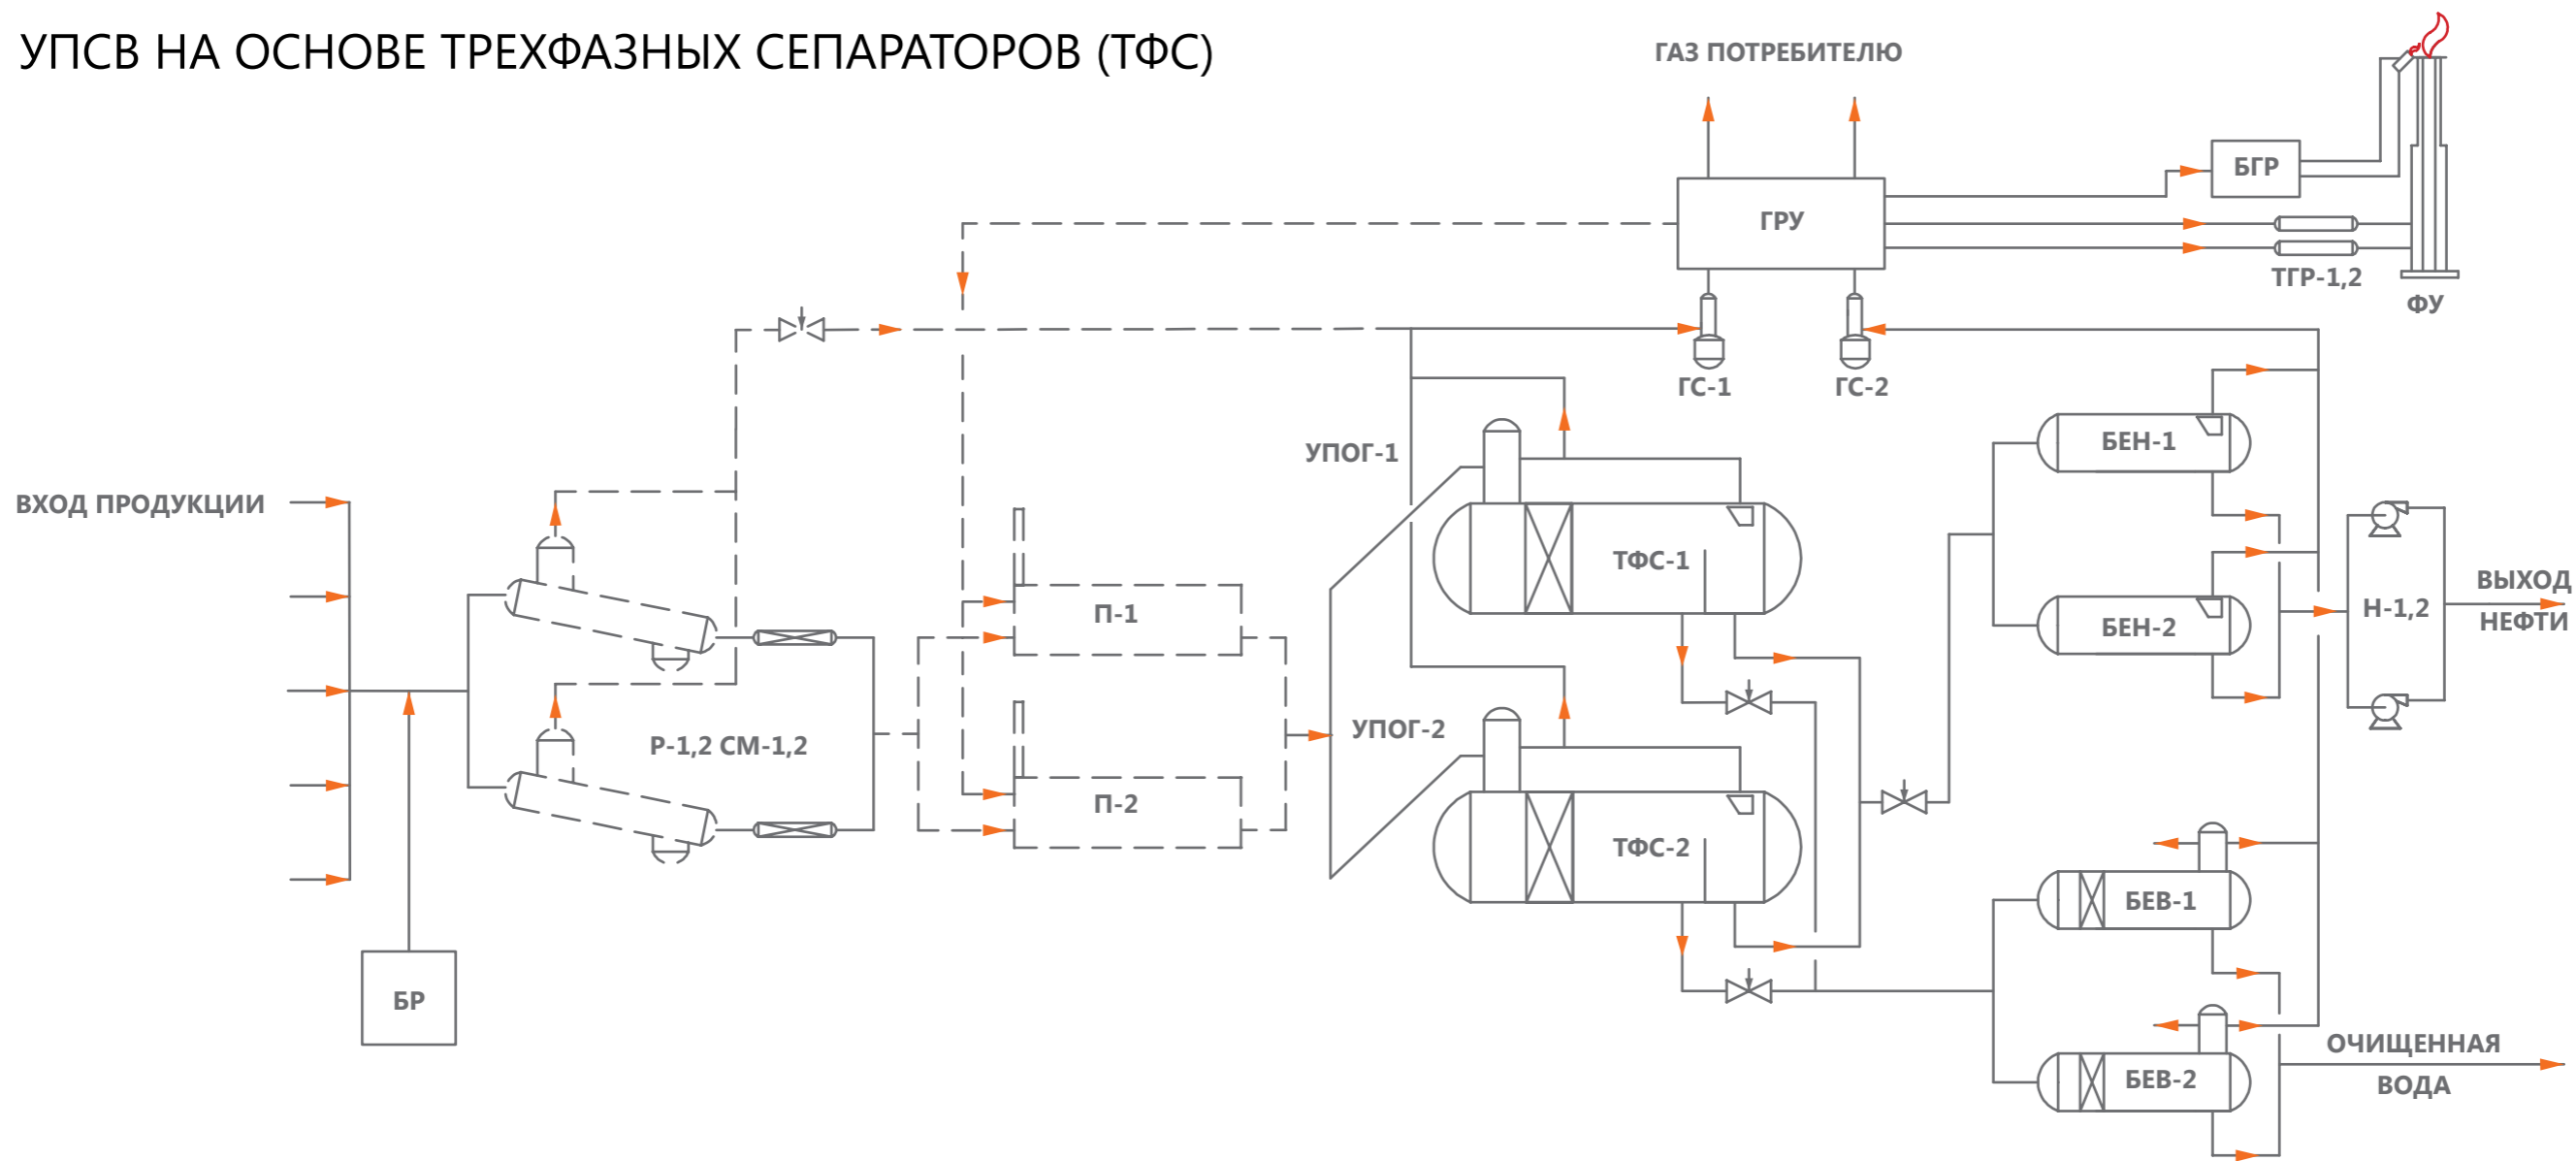 УПСВ НА ОСНОВЕ ТРЕХФАЗНЫХ СЕПАРАТОРОВ (ТФС)
ГАЗ ПОТРЕБИТЕЛЮ
БГР
ГРУ
ТГР-1,2
ФУ
ГС-1
ГС-2
УПОГ-1
БЕН-1
ВХОД ПРОДУКЦИИ
ТФС-1
П-1
БЕН-2
Н-1,2
ВЫХОД
НЕФТИ
Р-1,2 СМ-1,2
УПОГ-2
П-2
ТФС-2
БЕВ-1
БР
ОЧИЩЕННАЯ
ВОДА
БЕВ-2